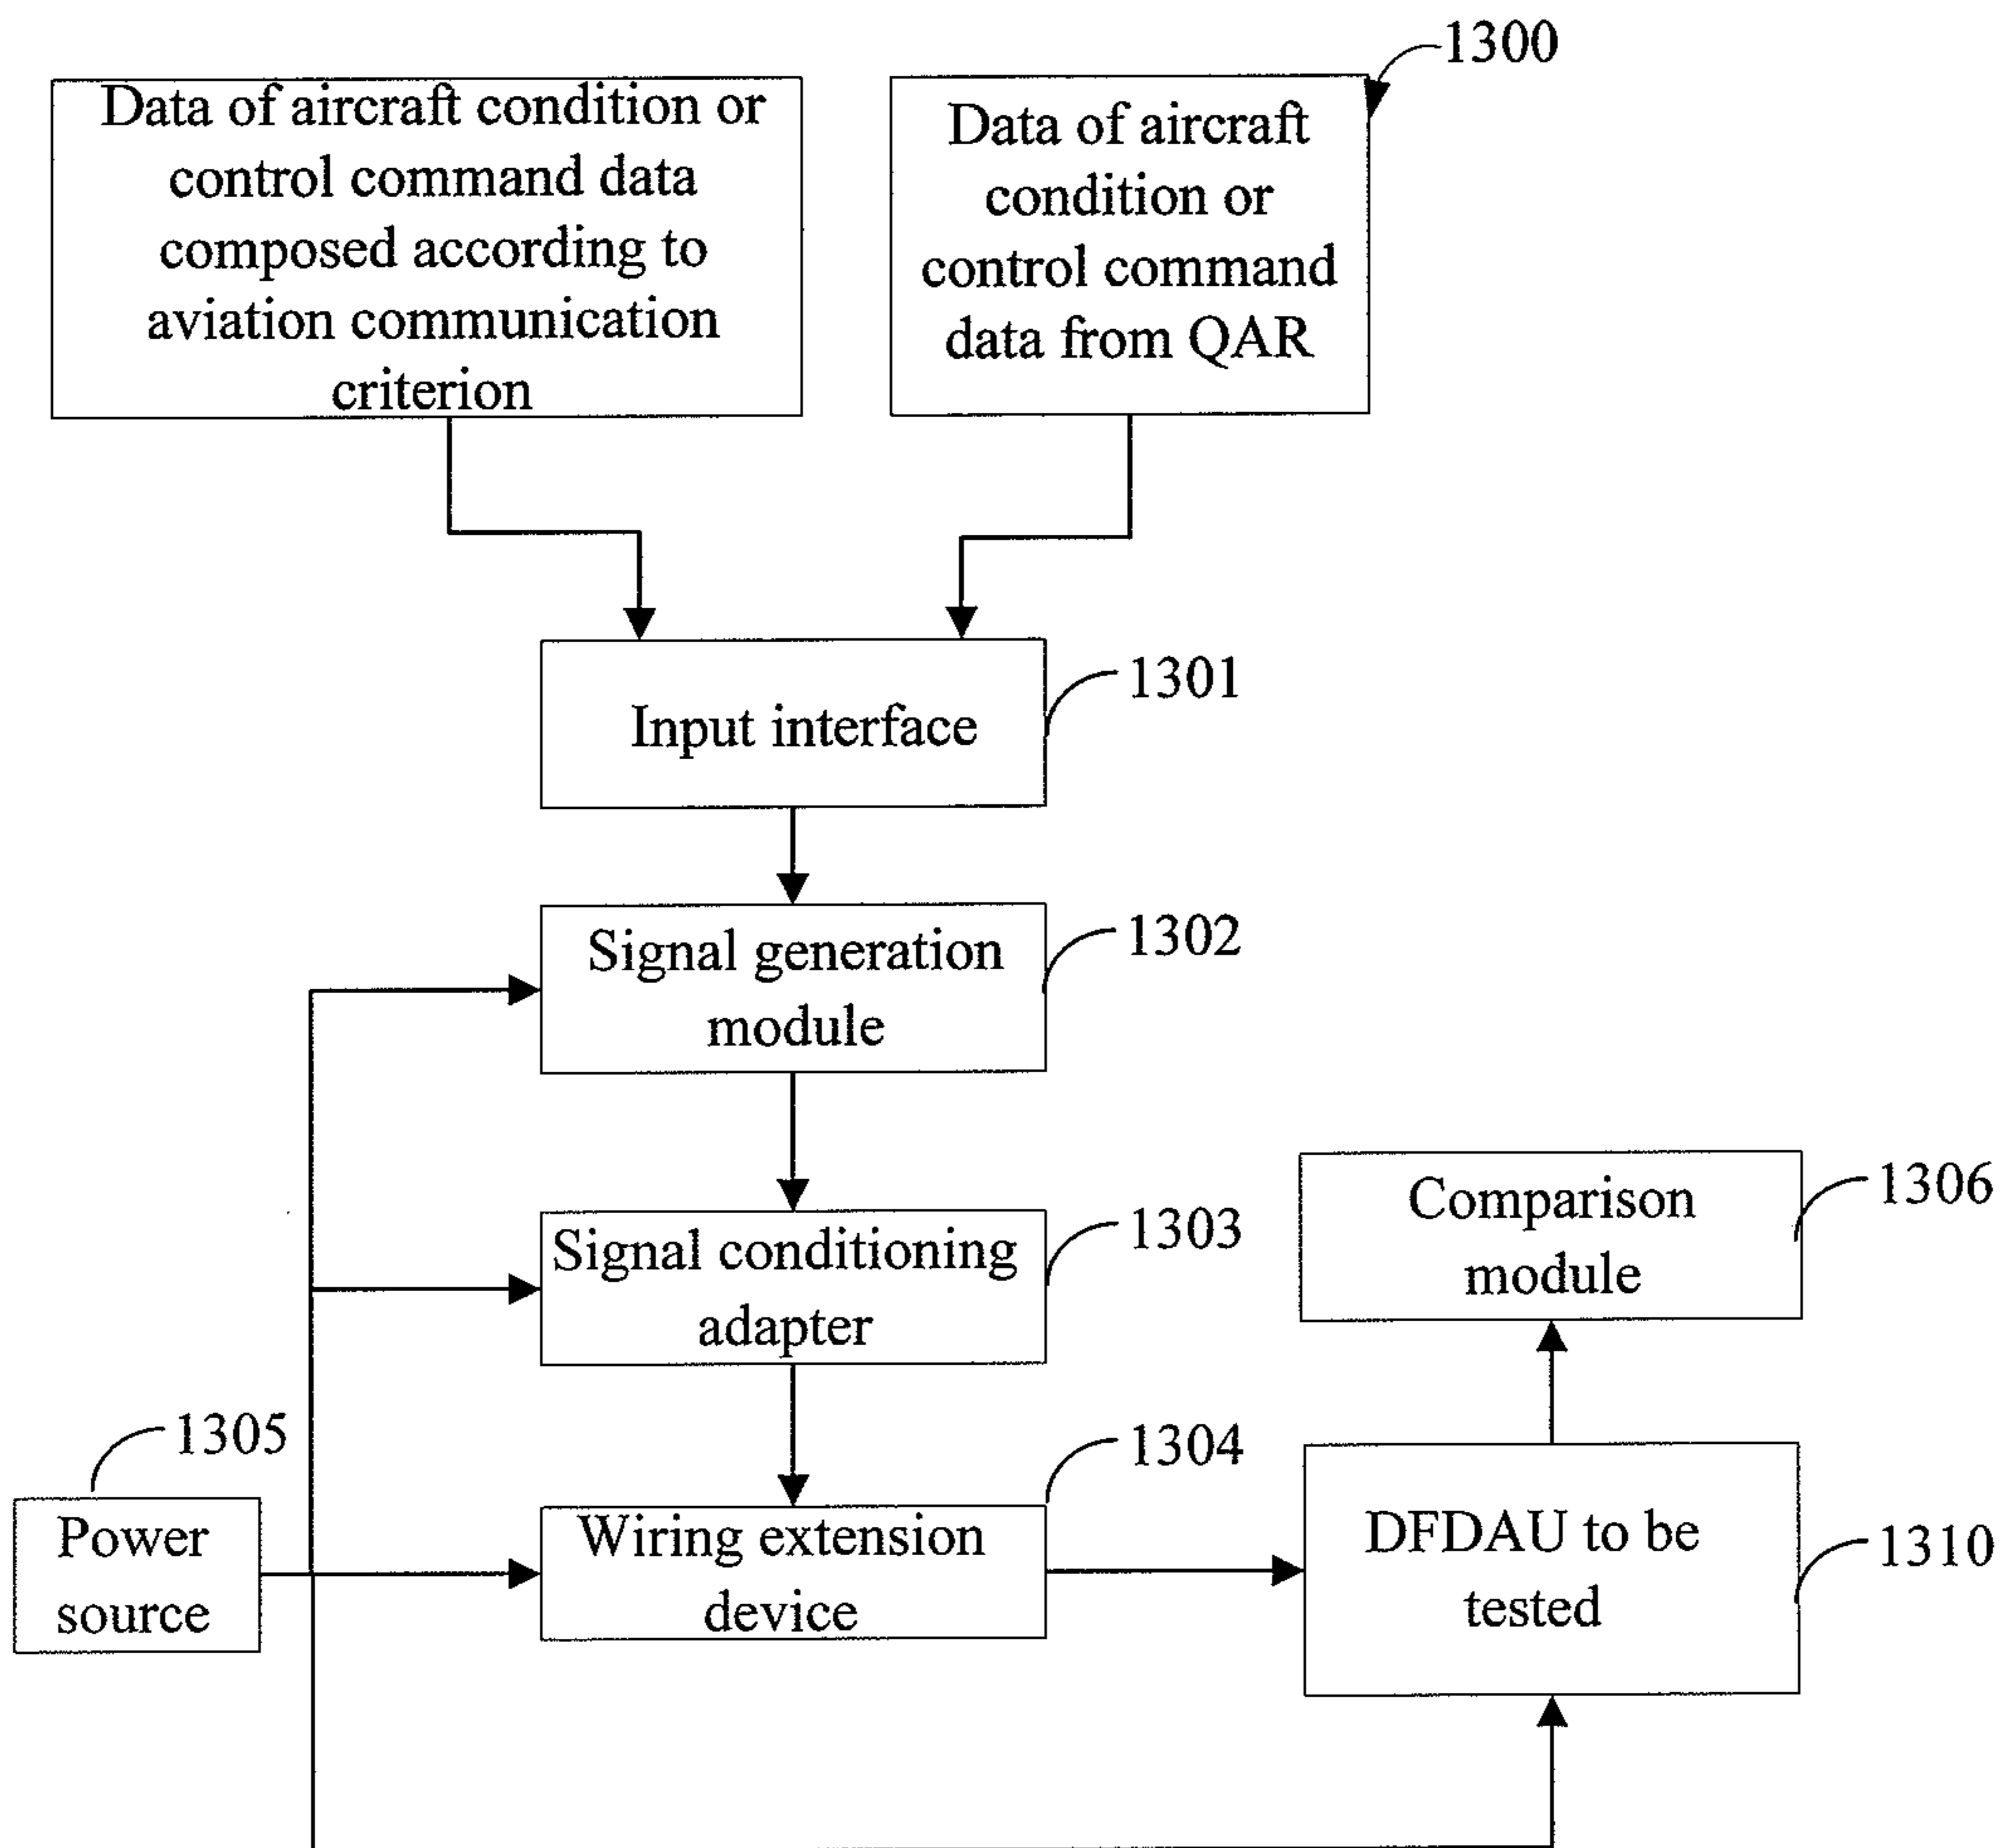 1300
Data of aircraft condition or
control command data
composed according to
aviation communication
criterion
Data of aircraft
condition or
control command
data from QAR
1301
Input interface
1302
Signal generation
module
1303
Signal conditioning
adapter
1306
Comparison
module
1305
Power
source
1304
Wiring extension
device
1310
DFDAU to be
tested